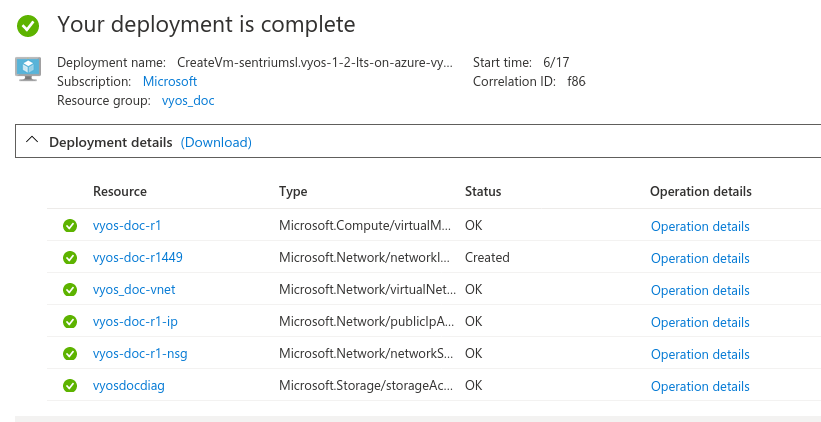 Your deployment is complete
Deployment name: CreateVm-sentriumsl.vyos-1-2-lts-on-azure-vy... Start time: 6/17
Subscription: Microsoft Correlation ID: f86
Resource group: vyos_doc
Deployment details (Download)
Resource Type Status Operation details
vyos-doc-r1 Microsoft.Compute/virtualM... OK Operation details
vyos-doc-r1449 Microsoft.Network/networkI... Created Operation details
vyos_doc-vnet Microsoft.Network/virtualNet... OK Operation details
vyos-doc-r1-ip Microsoft.Network/publicIpA... OK Operation details
vyos-doc-r1-nsg Microsoft.Network/networkS... OK Operation details
vyosdocdiag Microsoft.Storage/storageAc... OK Operation details